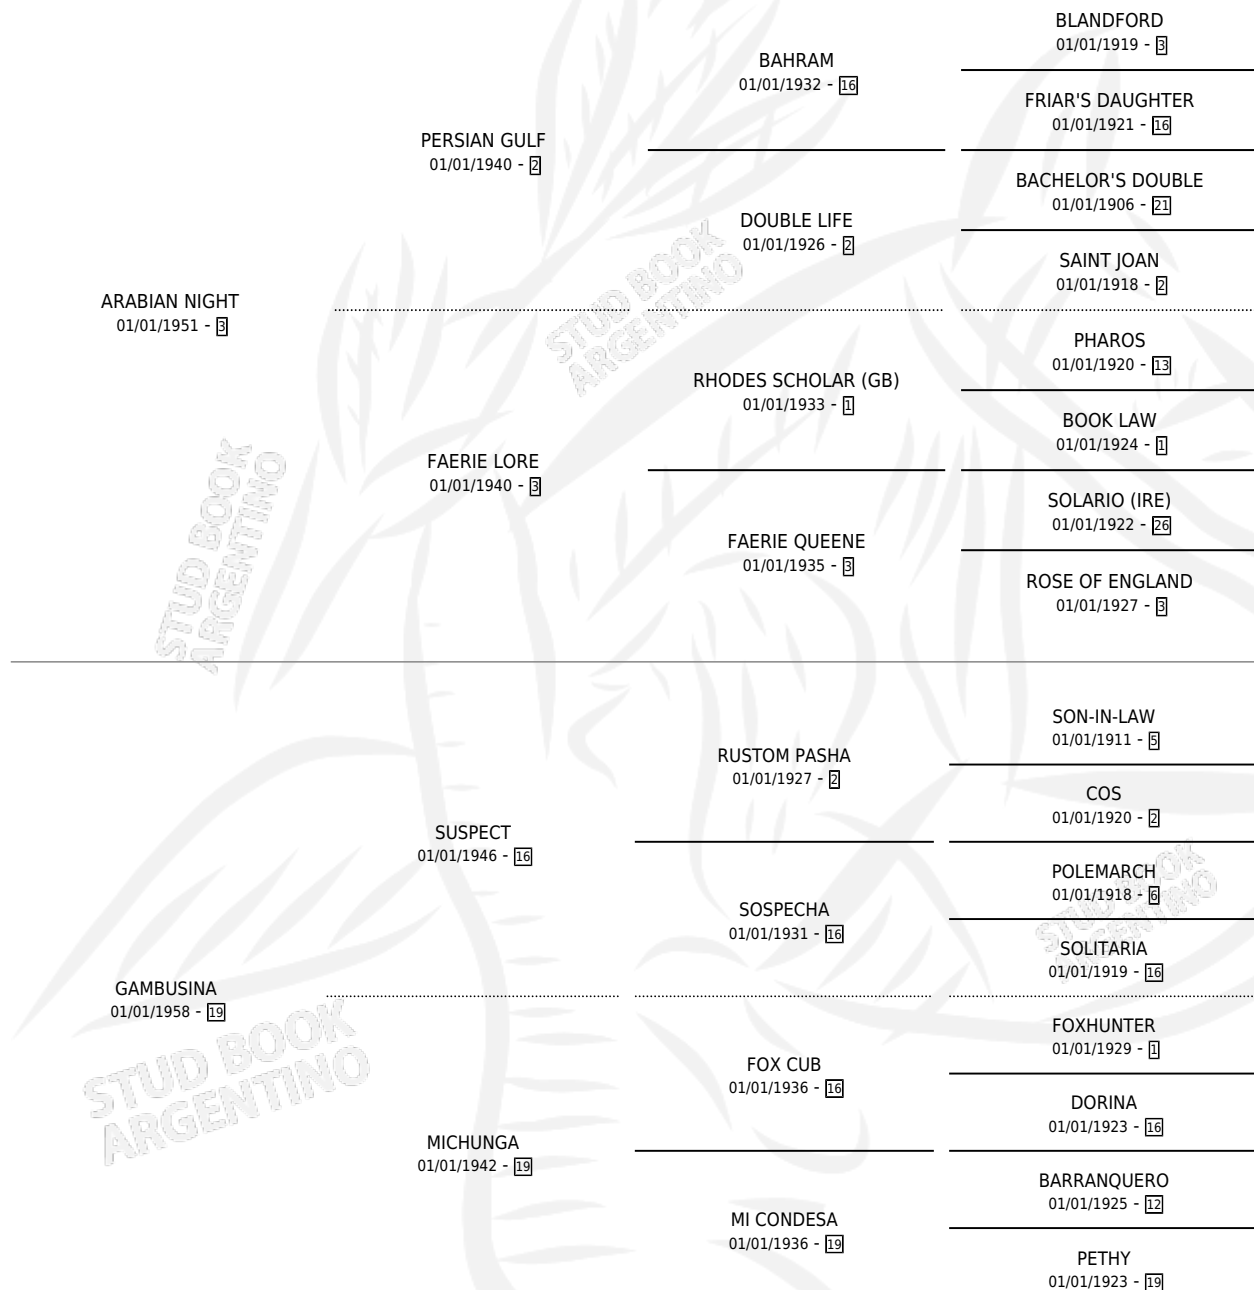 BLANDFORD
01/01/1919 - 3
BAHRAM
01/01/1932 - 16
FRIAR'S DAUGHTER
01/01/1921 - 16
PERSIAN GULF
01/01/1940 - 2
BACHELOR'S DOUBLE
01/01/1906 - 21
DOUBLE LIFE
01/01/1926 - 2
SAINT JOAN
01/01/1918 - 2
ARABIAN NIGHT
01/01/1951 - 3
PHAROS
01/01/1920 - 13
RHODES SCHOLAR (GB)
01/01/1933 - 1
BOOK LAW
01/01/1924 - 1
FAERIE LORE
01/01/1940 - 3
SOLARIO (IRE)
01/01/1922 - 26
FAERIE QUEENE
01/01/1935 - 3
ROSE OF ENGLAND
01/01/1927 - 3
STUD BOOK
ARGENTINO
STUD BOOK
ARGENTINO
SON-IN-LAW
01/01/1911 - 5
RUSTOM PASHA
01/01/1927 - 2
COS
01/01/1920 - 2
SUSPECT
01/01/1946 - 16
POLEMARCH
01/01/1918 - 6
SOSPECHA
01/01/1931 - 16
SOLITARIA
01/01/1919 - 16
GAMBUSINA
01/01/1958 - 19
FOXHUNTER
01/01/1929 - 1
FOX CUB
01/01/1936 - 16
DORINA
01/01/1923 - 16
MICHUNGA
01/01/1942 - 19
BARRANQUERO
01/01/1925 - 12
MI CONDESA
01/01/1936 - 19
PETHY
01/01/1923 - 19
STUD BOOK
ARGENTINO
STUD BOOK
ARGENTINO